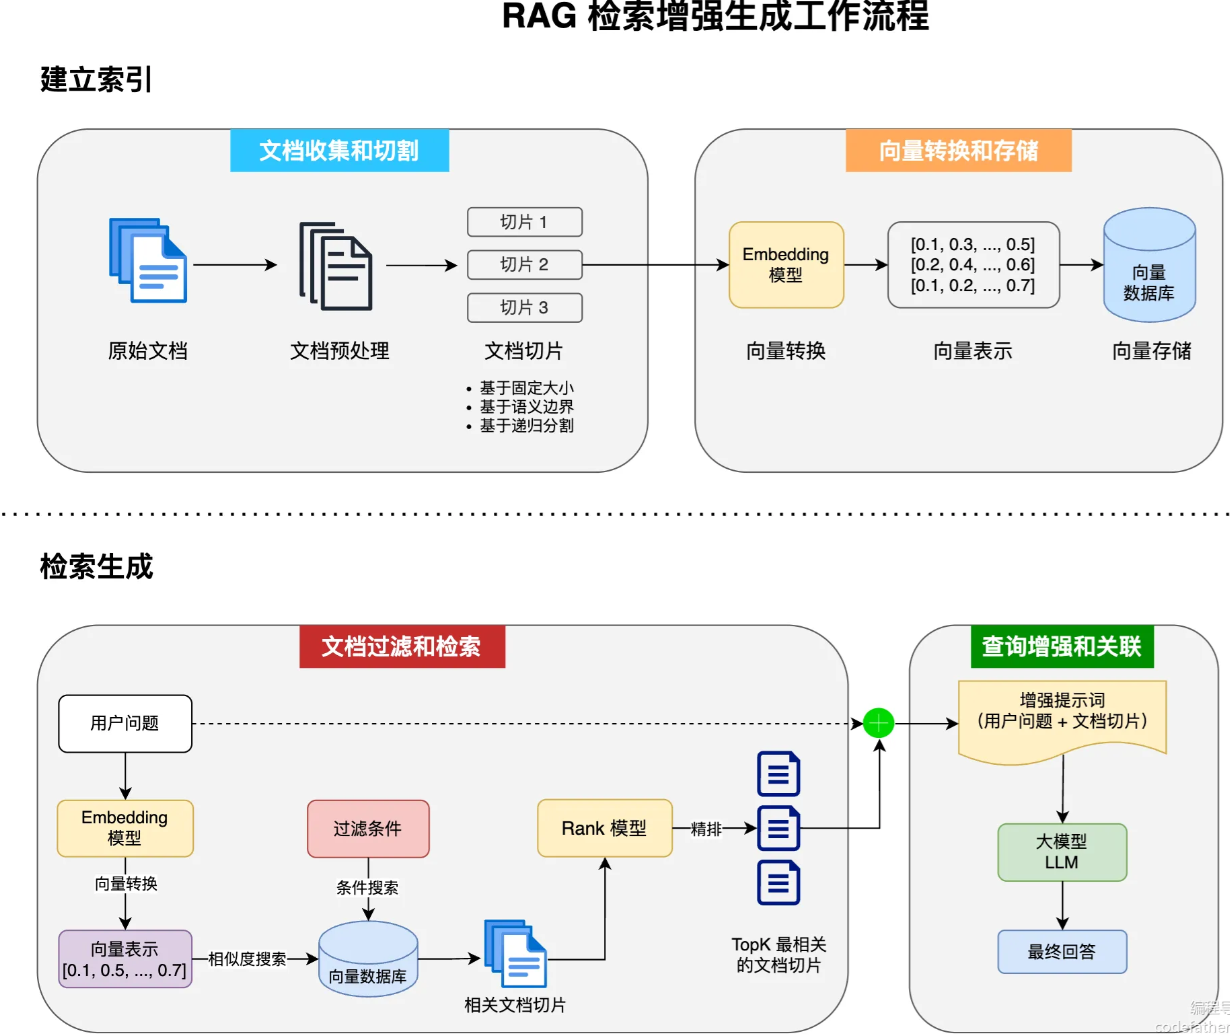 RAG 检索增强生成工作流程
建立索引
文档收集和切割
原始文档
文档预处理
切片 1
切片 2
切片 3
文档切片
• 基于固定大小
• 基于语义边界
• 基于递归分割
向量转换和存储
Embedding
模型
向量转换
[0.1, 0.3, ..., 0.5]
[0.2, 0.4, ..., 0.6]
[0.1, 0.2, ..., 0.7]
向量表示
向量
数据库
向量存储
检索生成
文档过滤和检索
用户问题
Embedding
模型
向量转换
向量表示
[0.1, 0.5, ..., 0.7]
相似度搜索
过滤条件
条件搜索
向量数据库
相关文档切片
Rank 模型
精排
TopK 最相关
的文档切片
查询增强和关联
增强提示词
（用户问题 + 文档切片）
大模型
LLM
最终回答
编程
codefather